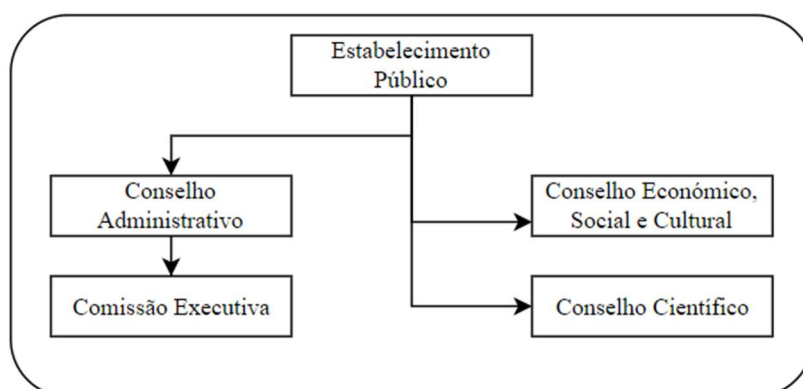 Estabelecimento
Público
Conselho
Administrativo
Conselho Económico,
Social e Cultural
Comissão Executiva
Conselho Científico